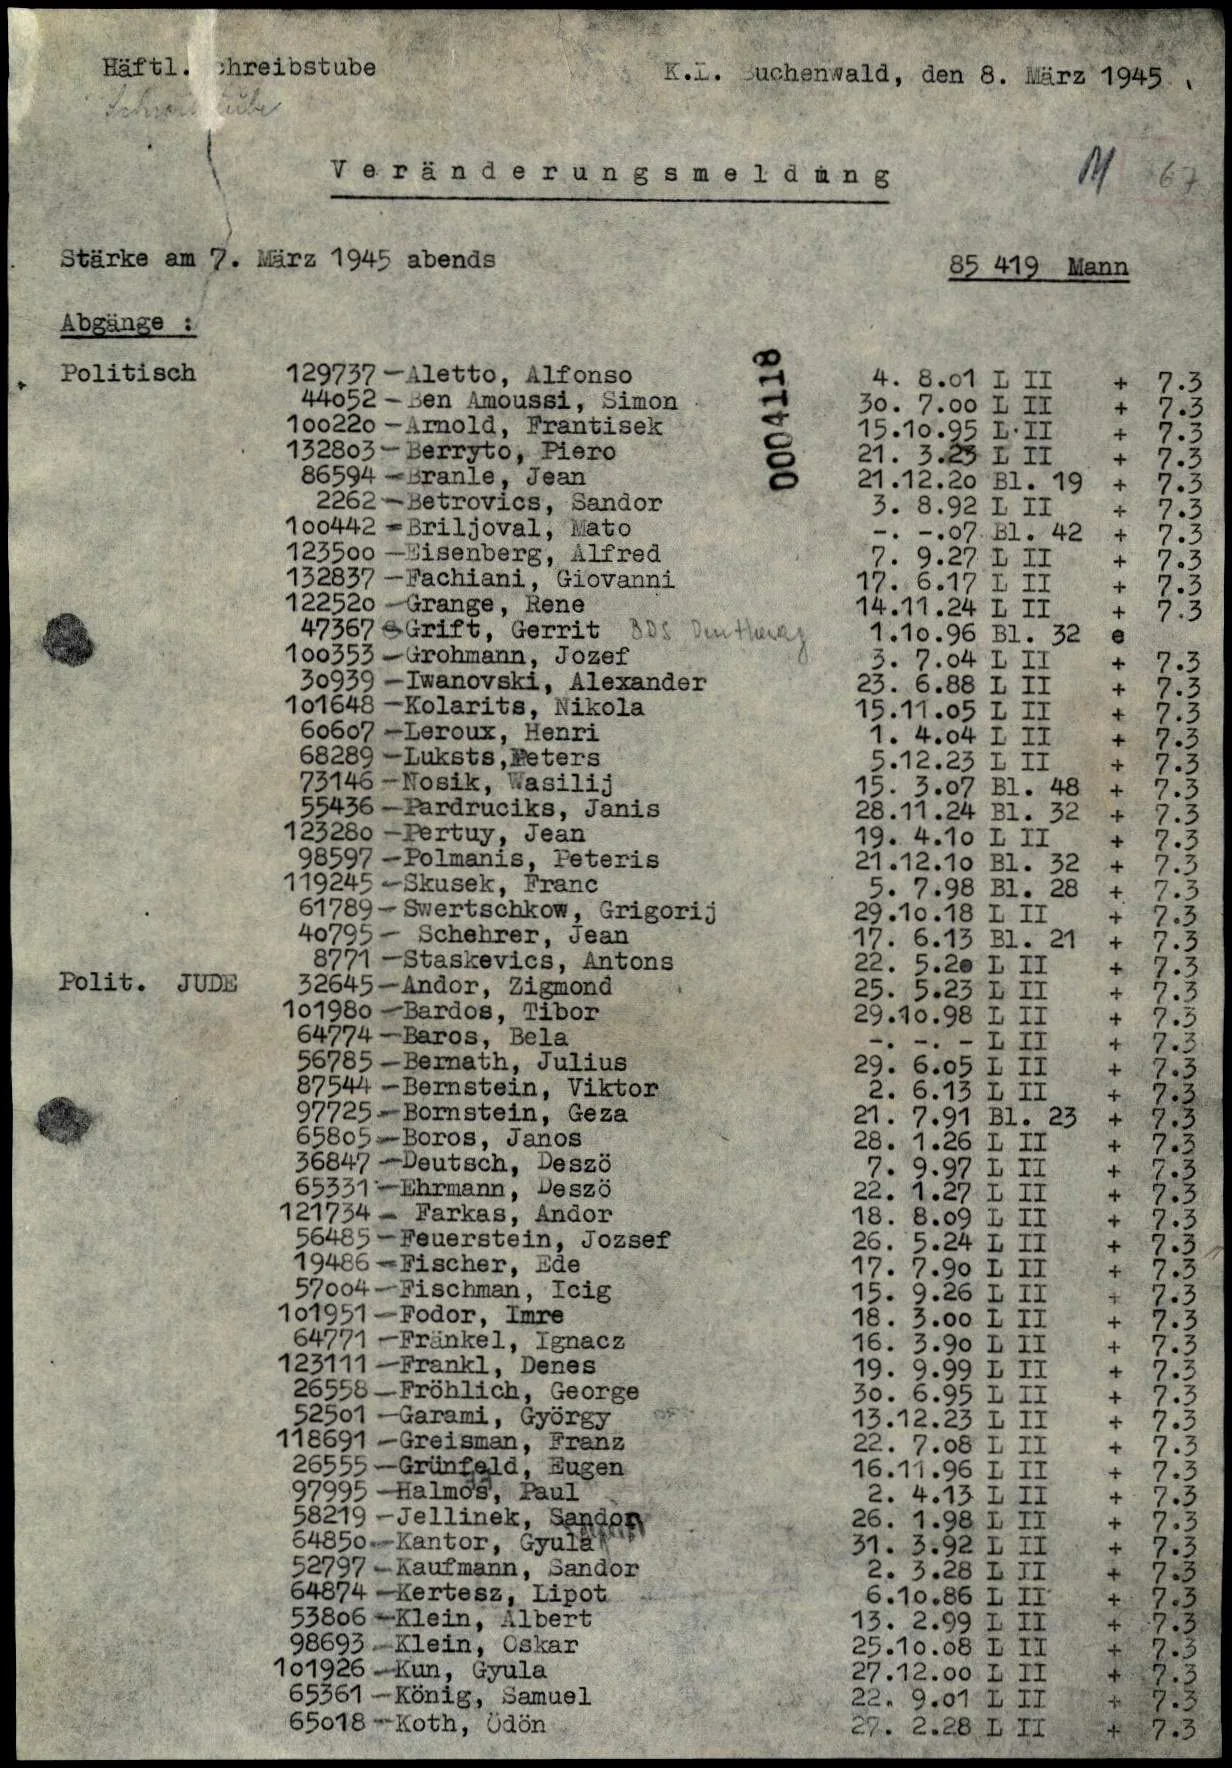 Häftl. chreibstube K.L. Buchenwald, den 8. März 1945
Schreibstube
Veränderungsmeldung M 67
Stärke am 7. März 1945 abends 85 419 Mann
Abgänge :
0004118
Politisch 129737 - Aletto, Alfonso 4. 8.01 L II + 7.3
44052 - Ben Amoussi, Simon 30. 7.00 L II + 7.3
100220 - Arnold, Frantisek 15.10.95 L II + 7.3
132803 - Berryto, Piero 21. 3.23 L II + 7.3
86594 - Branle, Jean 21.12.20 Bl. 19 + 7.3
2262 - Betrovics, Sandor 3. 8.92 L II + 7.3
100442 - Briljoval, Mato -. -.07 Bl. 42 + 7.3
123500 - Eisenberg, Alfred 7. 9.27 L II + 7.3
132837 - Fachiani, Giovanni 17. 6.17 L II + 7.3
122520 - Grange, Rene 14.11.24 L II + 7.3
47367 e Grift, Gerrit BDS 1.10.96 Bl. 32 e
100353 - Grohmann, Jozef 3. 7.04 L II + 7.3
30939 - Iwanovski, Alexander 23. 6.88 L II + 7.3
101648 - Kolarits, Nikola 15.11.05 L II + 7.3
60607 - Leroux, Henri 1. 4.04 L II + 7.3
68289 - Luksts, Peters 5.12.23 L II + 7.3
73146 - Nosik, Wasilij 15. 3.07 Bl. 48 + 7.3
55436 - Pardruciks, Janis 28.11.24 Bl. 32 + 7.3
123280 - Pertuy, Jean 19. 4.10 L II + 7.3
98597 - Polmanis, Peteris 21.12.10 Bl. 32 + 7.3
119245 - Skusek, Franc 5. 7.98 Bl. 28 + 7.3
61789 - Swertschkow, Grigorij 29.10.18 L II + 7.3
40795 - Schehrer, Jean 17. 6.13 Bl. 21 + 7.3
8771 - Staskevics, Antons 22. 5.20 L II + 7.3
Polit. JUDE 32645 - Andor, Zigmond 25. 5.23 L II + 7.3
101980 - Bardos, Tibor 29.10.98 L II + 7.3
64774 - Baros, Bela -. -. - L II + 7.3
56785 - Bernath, Julius 29. 6.05 L II + 7.3
87544 - Bernstein, Viktor 2. 6.13 L II + 7.3
97725 - Bornstein, Geza 21. 7.91 Bl. 23 + 7.3
65805 - Boros, Janos 28. 1.26 L II + 7.3
36847 - Deutsch, Deszö 7. 9.97 L II + 7.3
65331 - Ehrmann, Deszö 22. 1.27 L II + 7.3
121734 - Farkas, Andor 18. 8.09 L II + 7.3
56485 - Feuerstein, Jozsef 26. 5.24 L II + 7.3
19486 - Fischer, Ede 17. 7.90 L II + 7.3
57004 - Fischman, Icig 15. 9.26 L II + 7.3
101951 - Fodor, Imre 18. 3.00 L II + 7.3
64771 - Fränkel, Ignacz 16. 3.90 L II + 7.3
123111 - Frankl, Denes 19. 9.99 L II + 7.3
26558 - Fröhlich, George 30. 6.95 L II + 7.3
52501 - Garami, György 13.12.23 L II + 7.3
118691 - Greisman, Franz 22. 7.08 L II + 7.3
26555 - Grünfeld, Eugen 16.11.96 L II + 7.3
97995 - Halmos, Paul 2. 4.13 L II + 7.3
58219 - Jellinek, Sandor 26. 1.98 L II + 7.3
64850 - Kantor, Gyula 31. 3.92 L II + 7.3
52797 - Kaufmann, Sandor 2. 3.28 L II + 7.3
64874 - Kertesz, Lipot 6.10.86 L II + 7.3
53806 - Klein, Albert 13. 2.99 L II + 7.3
98693 - Klein, Oskar 25.10.08 L II + 7.3
101926 - Kun, Gyula 27.12.00 L II + 7.3
65361 - König, Samuel 22. 9.01 L II + 7.3
65018 - Koth, Ödön 27. 2.28 L II + 7.3